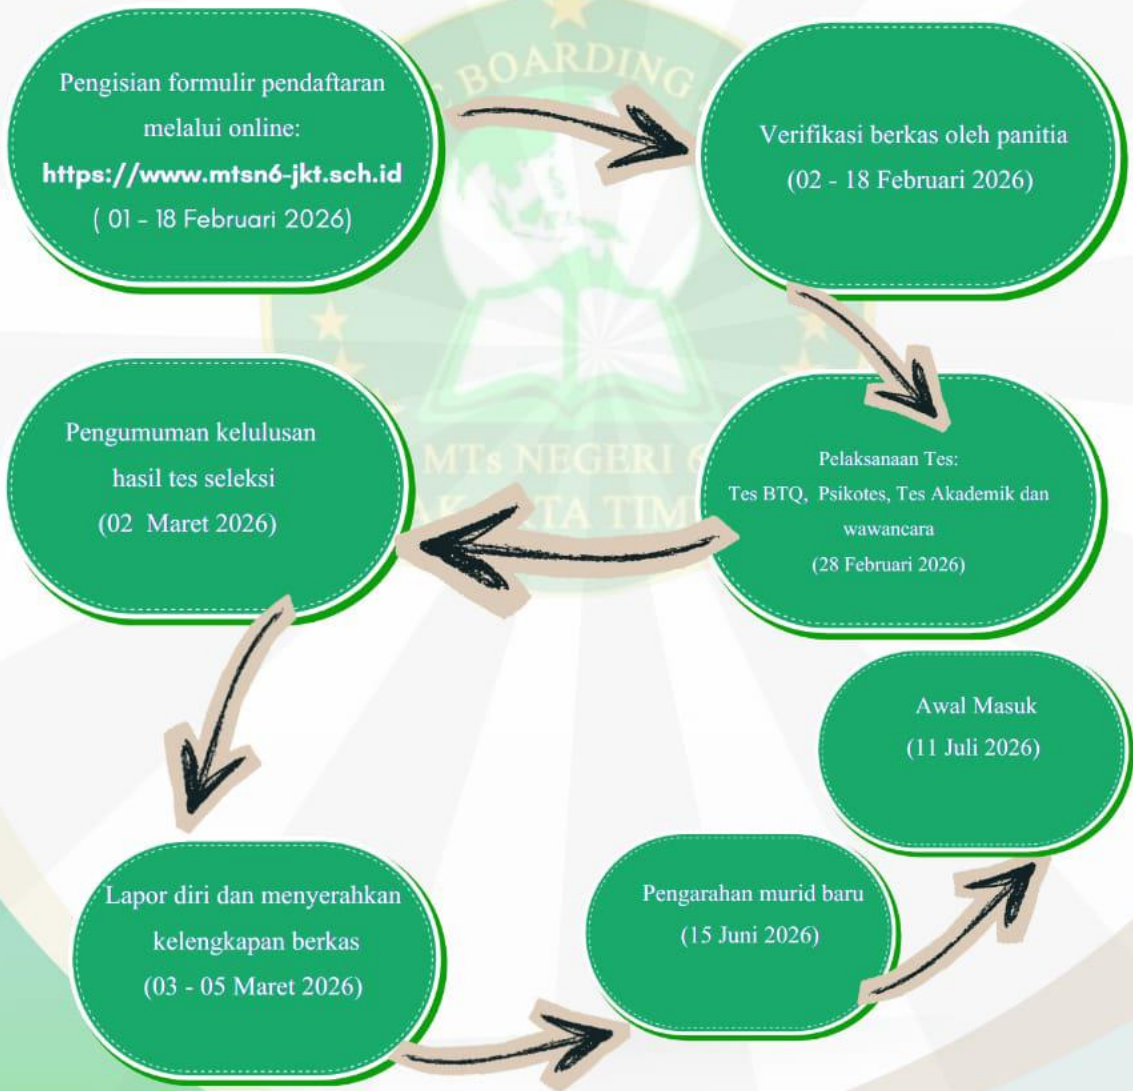 Pengisian formulir pendaftaran
melalui online:
https://www.mtsn6-jkt.sch.id
( 01 - 18 Februari 2026)
Verifikasi berkas oleh panitia
(02 - 18 Februari 2026)
Pelaksanaan Tes:
Tes BTQ, Psikotes, Tes Akademik dan
wawancara
(28 Februari 2026)
Pengumuman kelulusan
hasil tes seleksi
(02 Maret 2026)
Lapor diri dan menyerahkan
kelengkapan berkas
(03 - 05 Maret 2026)
Pengarahan murid baru
(15 Juni 2026)
Awal Masuk
(11 Juli 2026)
BOARDING
MTs NEGERI 6